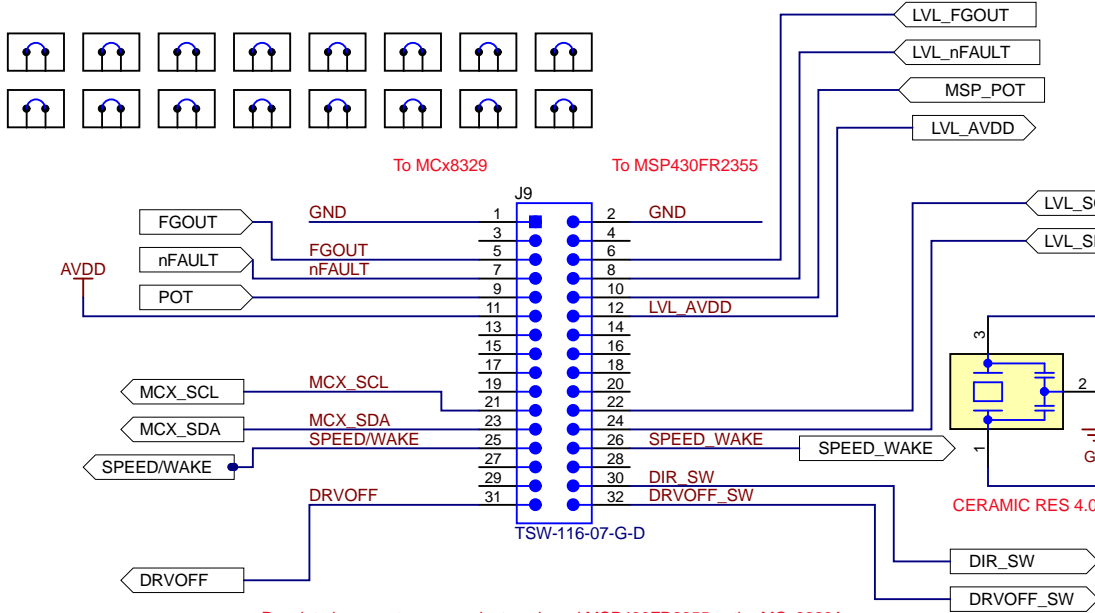 LVL_FGOUT
LVL_nFAULT
MSP_POT
LVL_AVDD
To MCx8329
To MSP430FR2355
J9
FGOUT
GND
1
2
GND
3
4
nFAULT
FGOUT
5
6
AVDD
nFAULT
7
8
POT
9
10
11
12
LVL_AVDD
13
14
15
16
17
18
MCX_SCL
MCX_SCL
19
20
21
22
MCX_SDA
MCX_SDA
23
24
SPEED/WAKE
SPEED/WAKE
25
26
SPEED_WAKE
SPEED_WAKE
27
28
29
30
DIR_SW
DRVOFF
31
32
DRVOFF_SW
TSW-116-07-G-D
DRVOFF
3
2
1
CERAMIC RES 4.0
DIR_SW
DRVOFF_SW